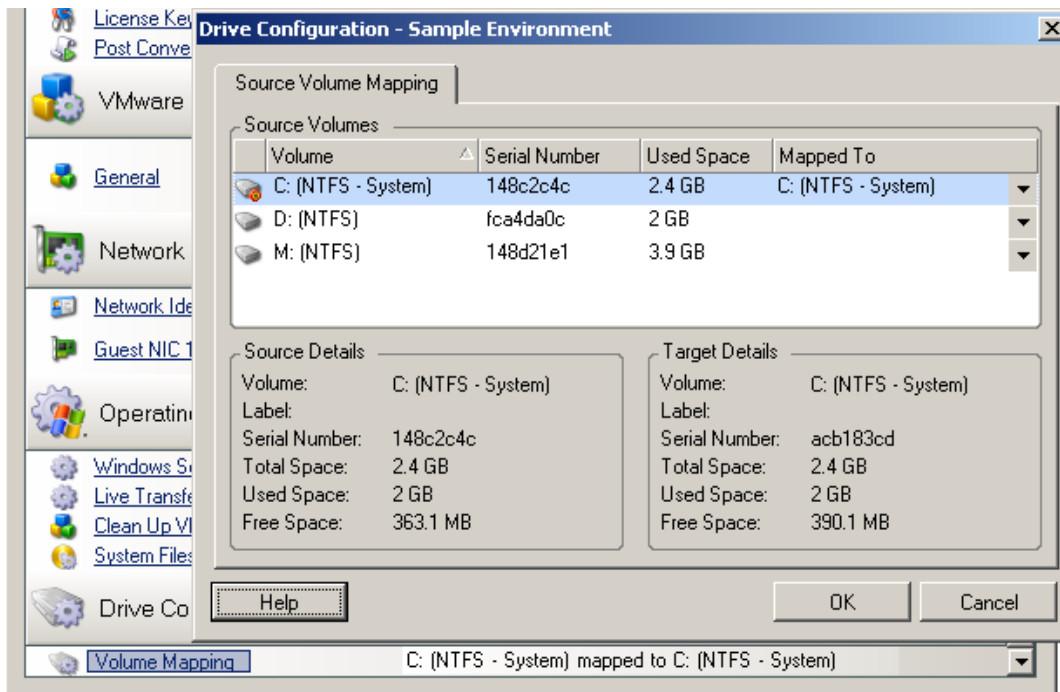 License Key
Post Conve
VMware
General
Network
Network Ide
Guest NIC 1
Operatin
Windows Se
Live Transfe
Clean Up VI
System Files
Drive Co
Volume Mapping
C: (NTFS - System) mapped to C: (NTFS - System)
Drive Configuration - Sample Environment
Source Volume Mapping
Source Volumes
Volume Serial Number Used Space Mapped To
C: (NTFS - System) 148c2c4c 2.4 GB C: (NTFS - System)
D: (NTFS) fca4da0c 2 GB
M: (NTFS) 148d21e1 3.9 GB
Source Details
Volume: C: (NTFS - System)
Label:
Serial Number: 148c2c4c
Total Space: 2.4 GB
Used Space: 2 GB
Free Space: 363.1 MB
Target Details
Volume: C: (NTFS - System)
Label:
Serial Number: acb183cd
Total Space: 2.4 GB
Used Space: 2 GB
Free Space: 390.1 MB
Help
OK
Cancel